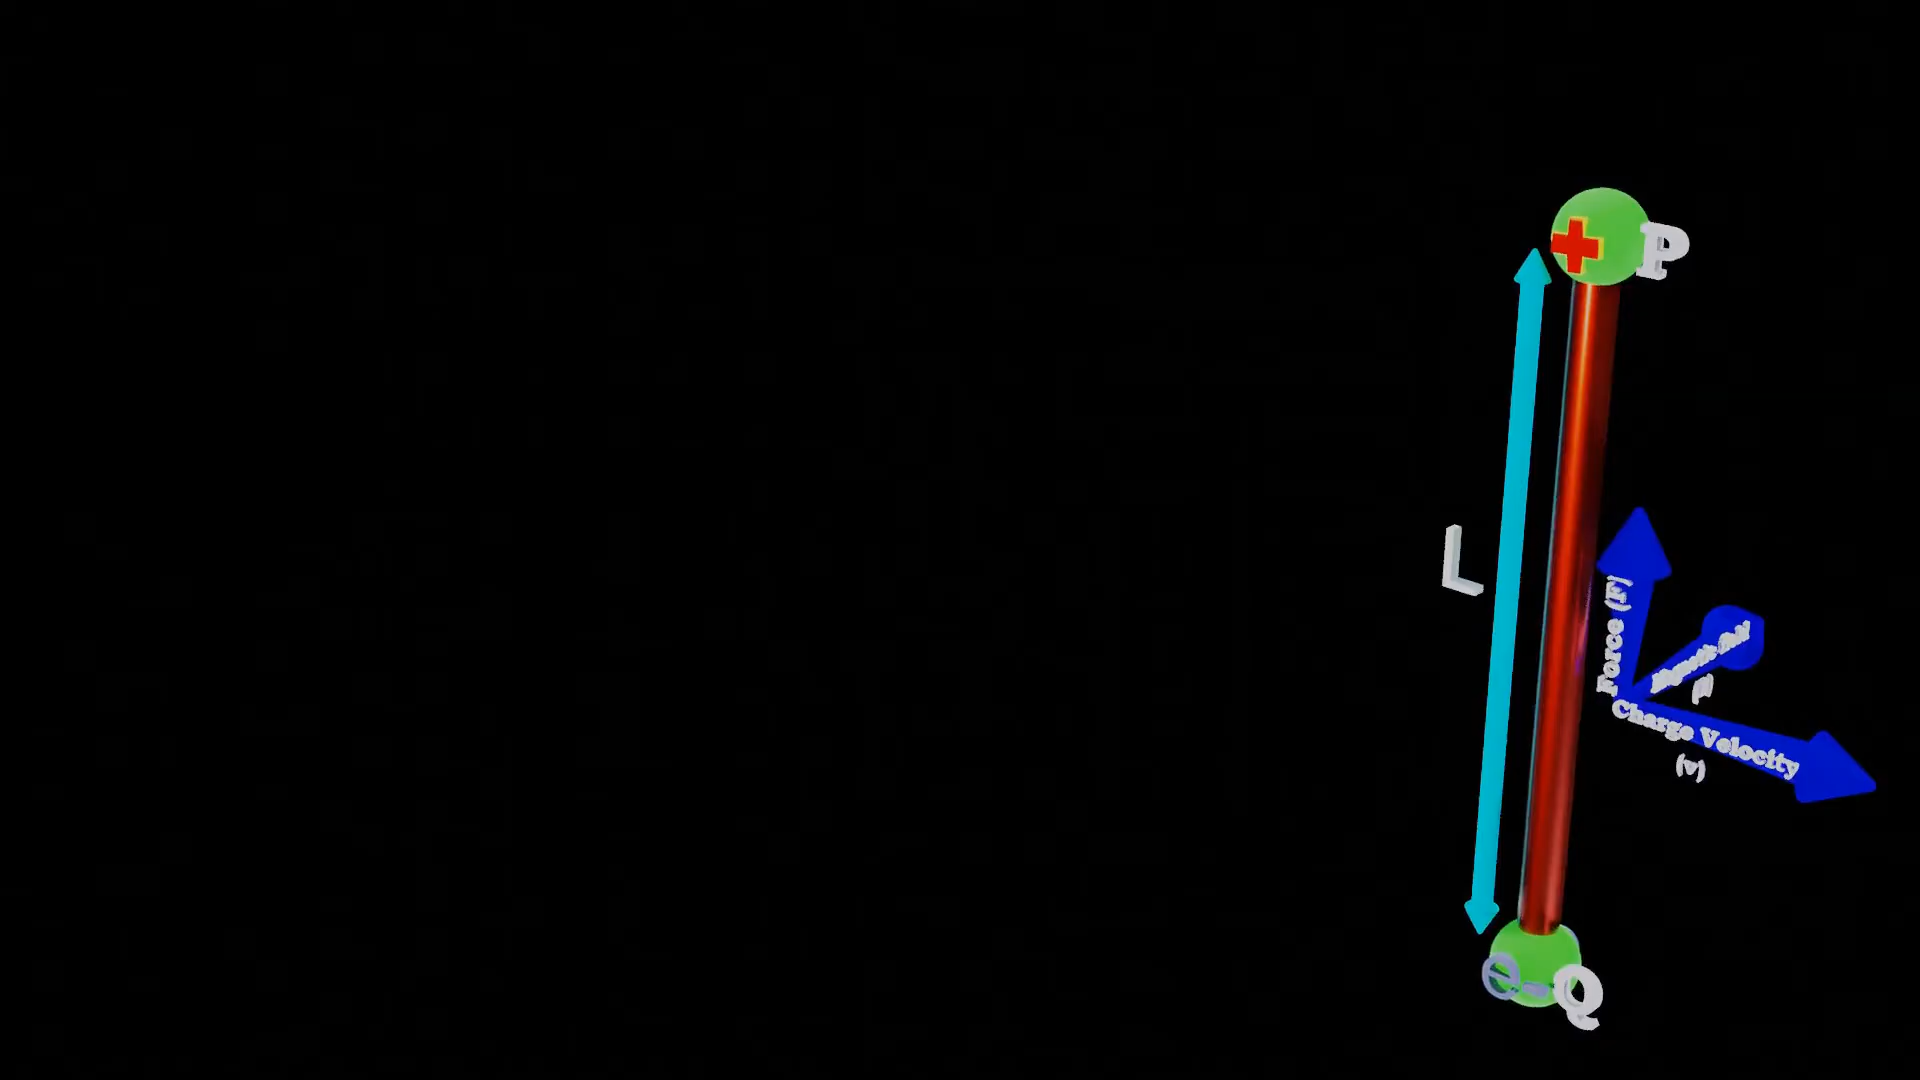 P
L
Force (F)
Charge Velocity
(v)
e-
Q